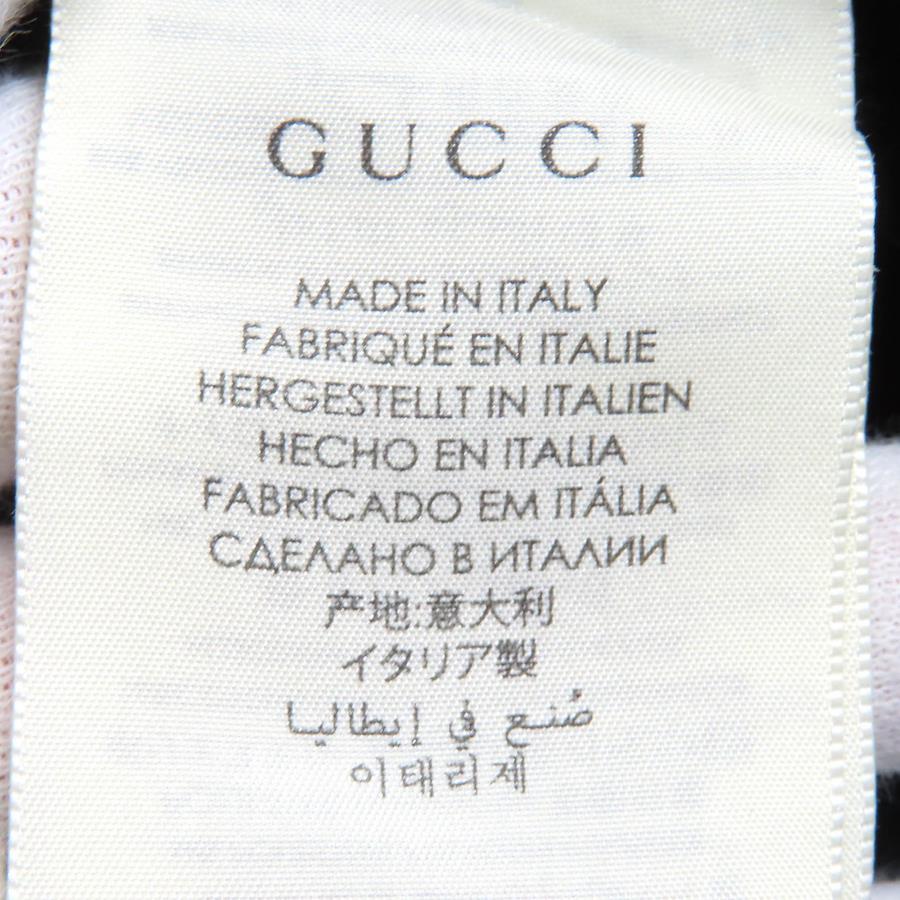 GUCCI
MADE IN ITALY
FABRIQUÉ EN ITALIE
HERGESTELLT IN ITALIEN
HECHO EN ITALIA
FABRICADO EM ITÁLIA
СДЕЛАНО В ИТАЛИИ
产地:意大利
イタリア製
صُنع في إيطاليا
이태리제